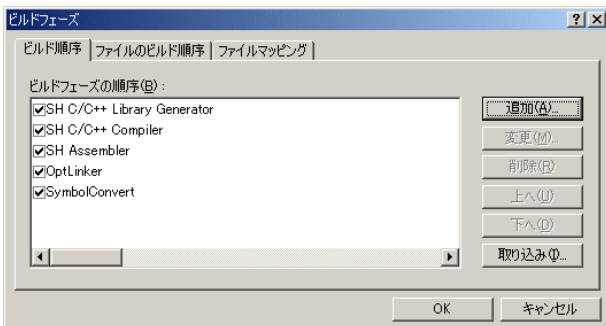 ビルドフェーズ
ビルド順序 ファイルのビルド順序 ファイルマッピング
ビルドフェーズの順序(B) :
SH C/C++ Library Generator
SH C/C++ Compiler
SH Assembler
OptLinker
SymbolConvert
追加(A)...
変更(M)...
削除(R)
上へ(U)
下へ(D)
取り込み(I)...
OK キャンセル